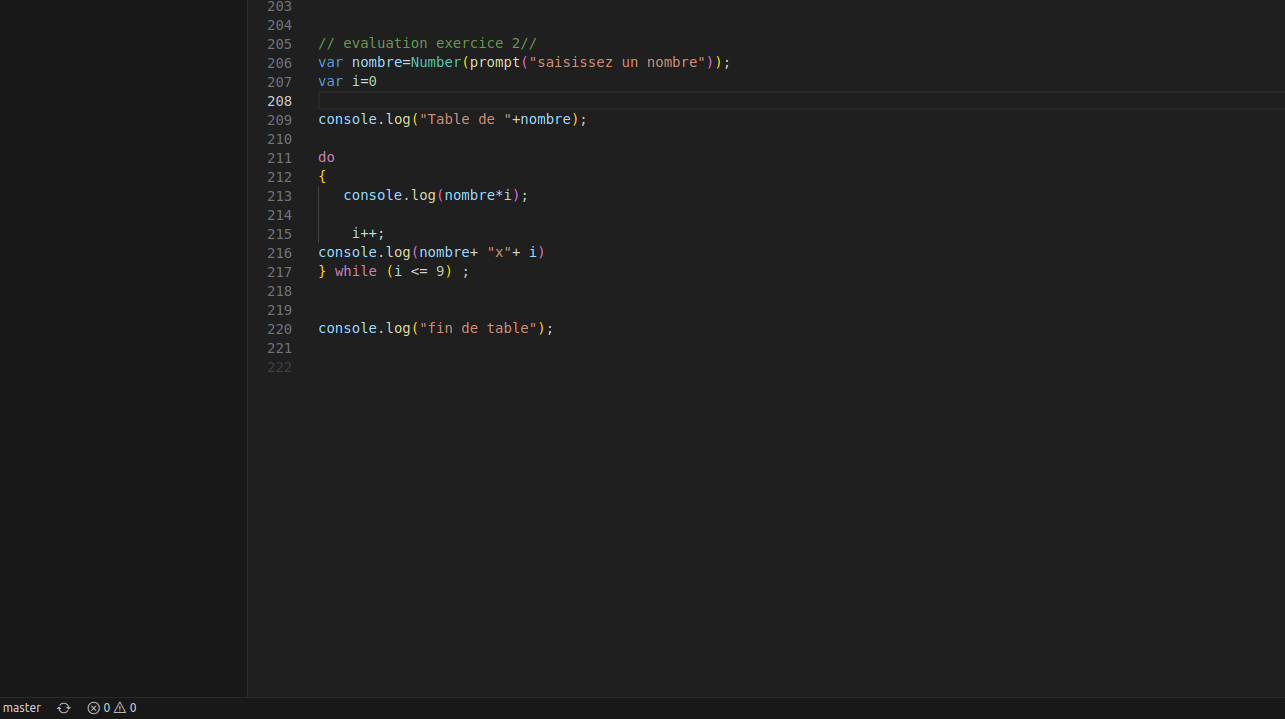 203
204
205 // evaluation exercice 2//
206 var nombre=Number(prompt("saisissez un nombre"));
207 var i=0
208
209 console.log("Table de "+nombre);
210
211 do
212 {
213 console.log(nombre*i);
214
215 i++;
216 console.log(nombre+ "x"+ i)
217 } while (i <= 9) ;
218
219
220 console.log("fin de table");
221
222
master 0 0